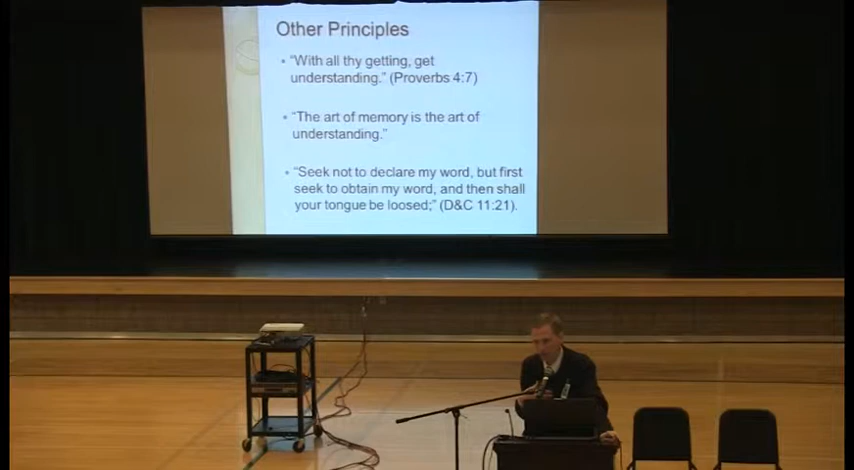 Other Principles
• "With all thy getting, get
understanding." (Proverbs 4:7)
• "The art of memory is the art of
understanding."
• "Seek not to declare my word, but first
seek to obtain my word, and then shall
your tongue be loosed;" (D&C 11:21).